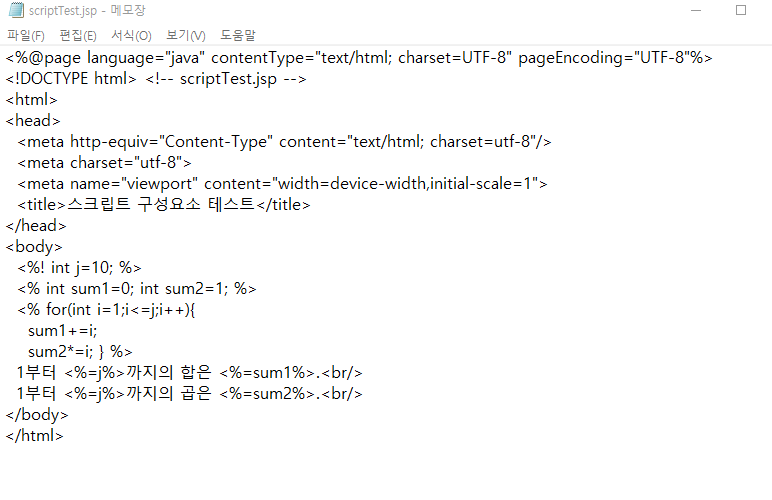 scriptTest.jsp - 메모장
파일(F) 편집(E) 서식(O) 보기(V) 도움말
<%@page language="java" contentType="text/html; charset=UTF-8" pageEncoding="UTF-8"%>
<!DOCTYPE html> <!-- scriptTest.jsp -->
<html>
<head>
<meta http-equiv="Content-Type" content="text/html; charset=utf-8"/>
<meta charset="utf-8">
<meta name="viewport" content="width=device-width,initial-scale=1">
<title>스크립트 구성요소 테스트</title>
</head>
<body>
<%! int j=10; %>
<% int sum1=0; int sum2=1; %>
<% for(int i=1;i<=j;i++){
sum1+=i;
sum2*=i; } %>
1부터 <%=j%>까지의 합은 <%=sum1%>.<br/>
1부터 <%=j%>까지의 곱은 <%=sum2%>.<br/>
</body>
</html>